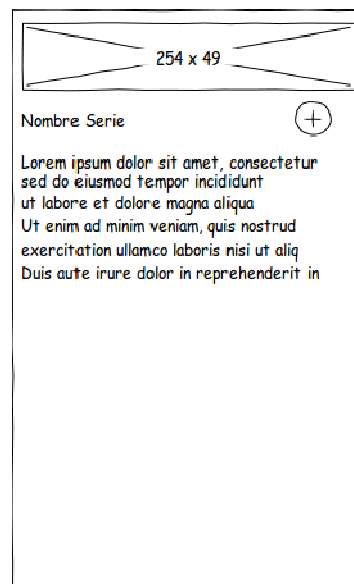 254 x 49
Nombre Serie
Lorem ipsum dolor sit amet, consectetur
sed do eiusmod tempor incididunt
ut labore et dolore magna aliqua
Ut enim ad minim veniam, quis nostrud
exercitation ullamco laboris nisi ut aliq
Duis aute irure dolor in reprehenderit in